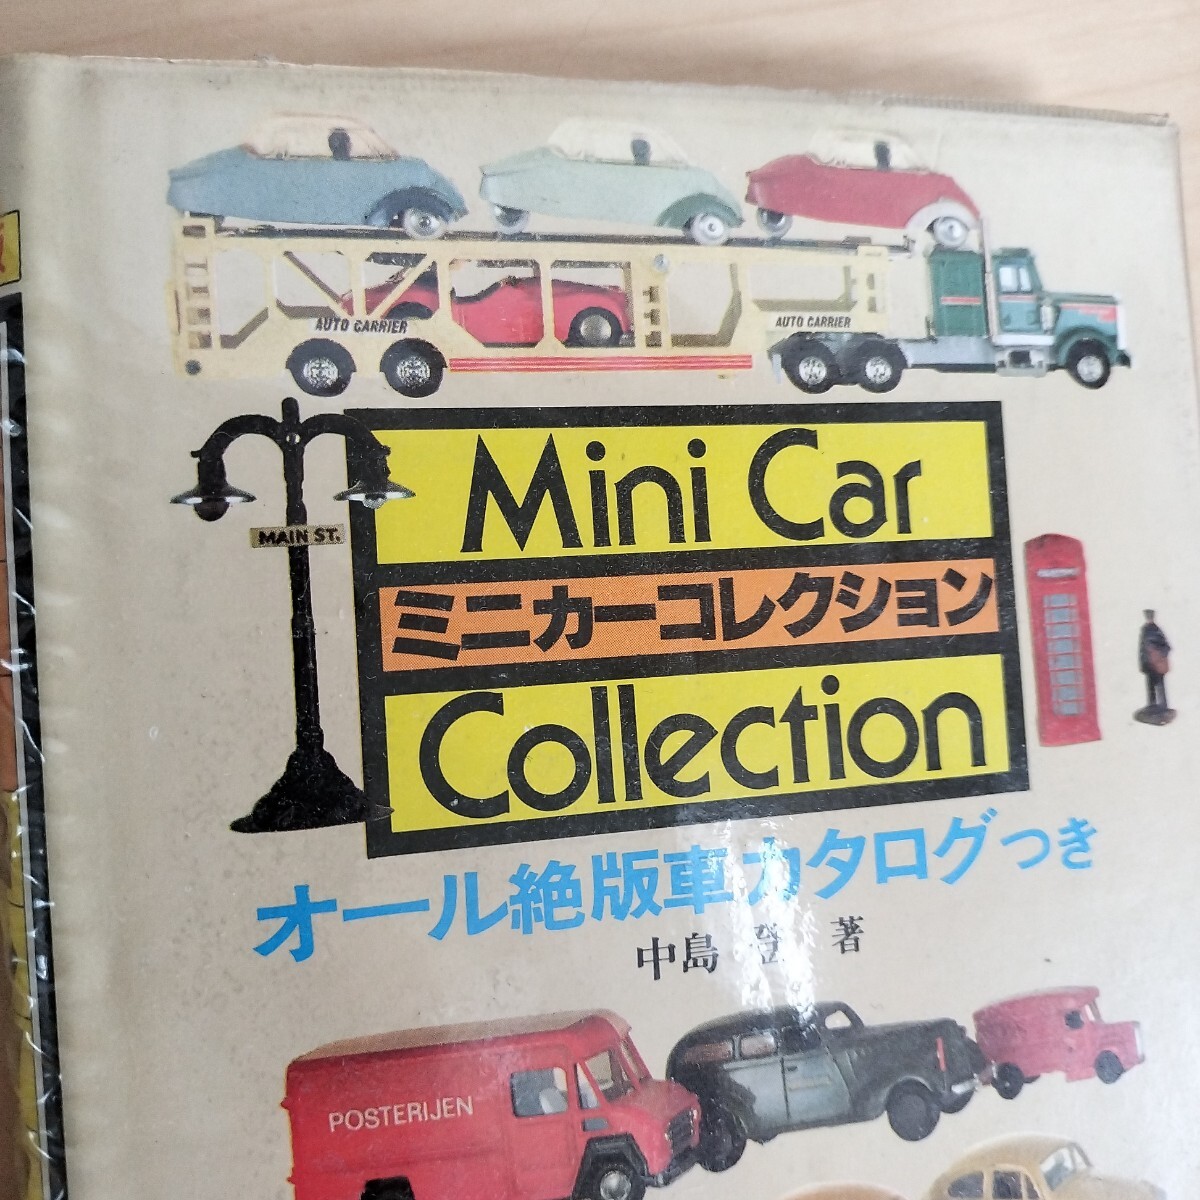 AUTO CARRIER
AUTO CARRIER
Mini Car
MAIN ST.
ミニカーコレクション
Collection
オール絶版車カタログつき
中島 登 著
POSTERIJEN